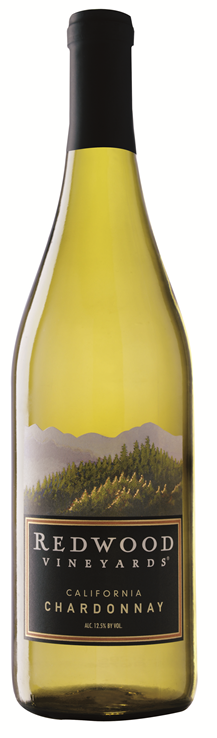 REDWOOD
VINEYARDS®
CALIFORNIA
CHARDONNAY
ALC. 12.5% BY VOL.